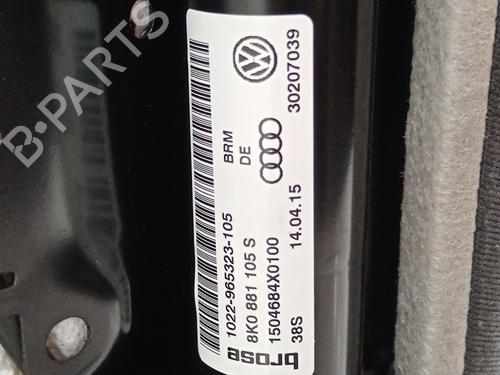 brose
38S
1022-965323-105 BRM
8K0 881 105 S DE
1504684X0100
14.04.15 30207039
B-PARTS